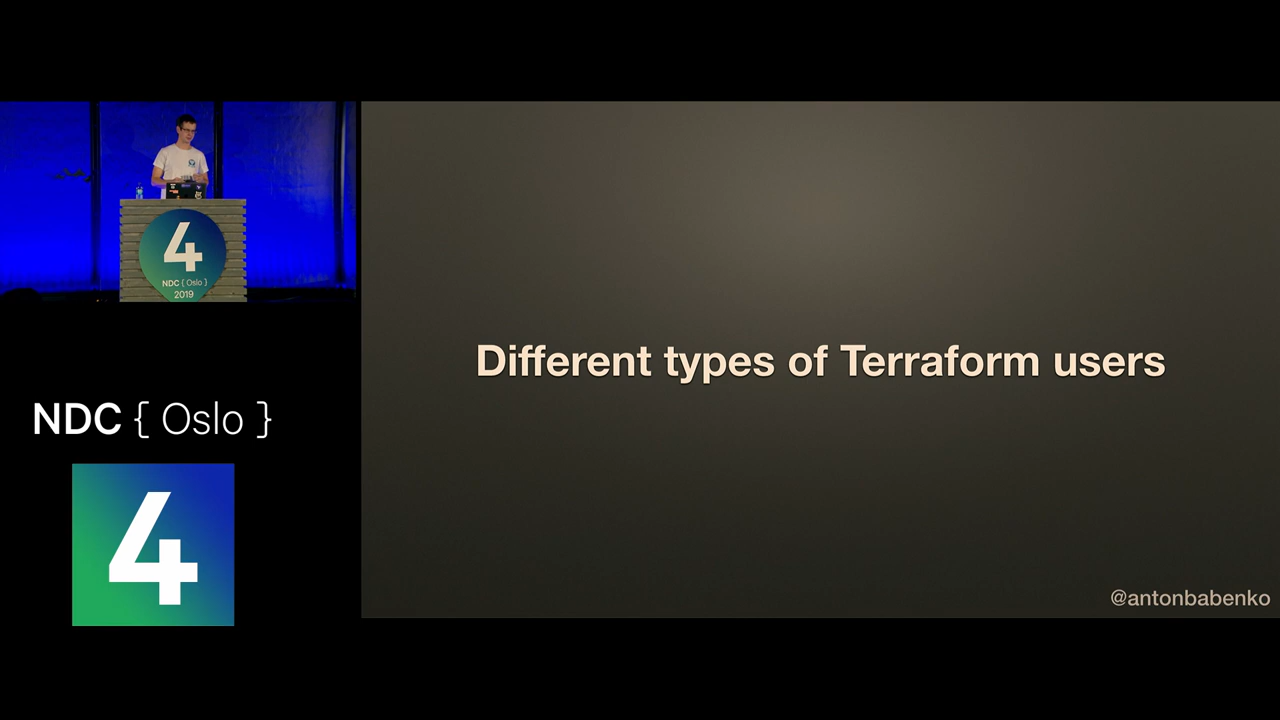 4
NDC { Oslo }
2019
Different types of Terraform users
NDC { Oslo }
4
@antonbabenko